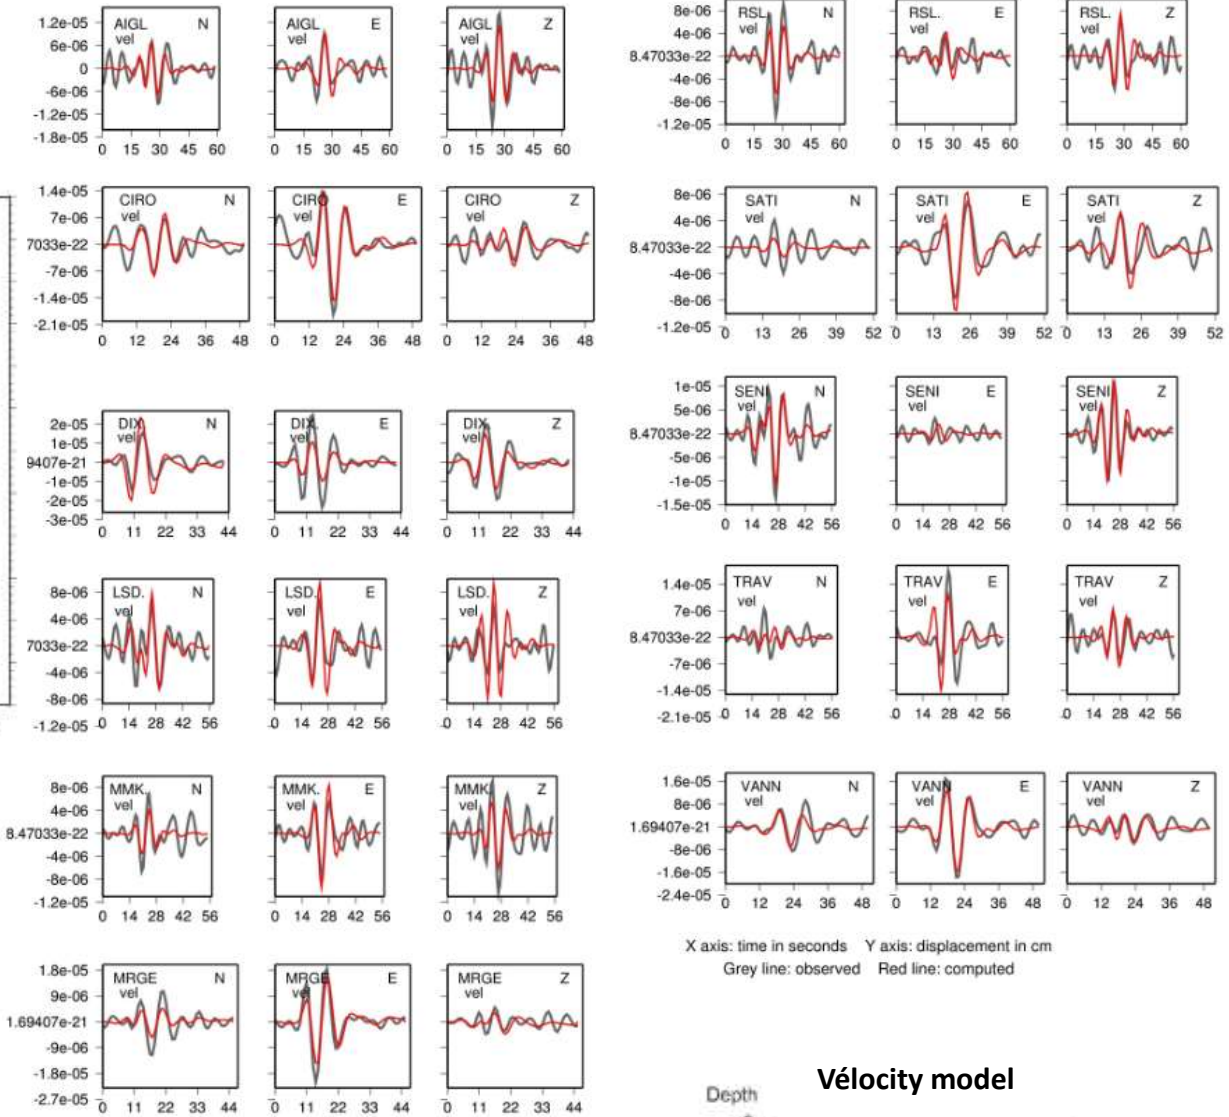 AIGL N
vel
AIGL E
vel
AIGL Z
vel
1.2e-05
6e-06
0
-6e-06
-1.2e-05
-1.8e-05
0 15 30 45 60
0 15 30 45 60
0 15 30 45 60
CIRO N
vel
CIRO E
vel
CIRO Z
vel
1.4e-05
7e-06
7033e-22
-7e-06
-1.4e-05
-2.1e-05
0 12 24 36 48
0 12 24 36 48
0 12 24 36 48
DIX. N
vel
DIX. E
vel
DIX. Z
vel
2e-05
1e-05
9407e-21
-1e-05
-2e-05
-3e-05
0 11 22 33 44
0 11 22 33 44
0 11 22 33 44
LSD. N
vel
LSD. E
vel
LSD. Z
vel
8e-06
4e-06
7033e-22
-4e-06
-8e-06
-1.2e-05
0 14 28 42 56
0 14 28 42 56
0 14 28 42 56
MMK. N
vel
MMK. E
vel
MMK. Z
vel
8e-06
4e-06
8.47033e-22
-4e-06
-8e-06
-1.2e-05
0 14 28 42 56
0 14 28 42 56
0 14 28 42 56
MRGE N
vel
MRGE E
vel
MRGE Z
vel
1.8e-05
9e-06
1.69407e-21
-9e-06
-1.8e-05
-2.7e-05
0 11 22 33 44
0 11 22 33 44
0 11 22 33 44
RSL. N
vel
RSL. E
vel
RSL. Z
vel
8e-06
4e-06
8.47033e-22
-4e-06
-8e-06
-1.2e-05
0 15 30 45 60
0 15 30 45 60
0 15 30 45 60
SATI N
vel
SATI E
vel
SATI Z
vel
8e-06
4e-06
8.47033e-22
-4e-06
-8e-06
-1.2e-05
0 13 26 39 52
0 13 26 39 52
0 13 26 39 52
SENI N
vel
SENI E
vel
SENI Z
vel
1e-05
5e-06
8.47033e-22
-5e-06
-1e-05
-1.5e-05
0 14 28 42 56
0 14 28 42 56
0 14 28 42 56
TRAV N
vel
TRAV E
vel
TRAV Z
vel
1.4e-05
7e-06
8.47033e-22
-7e-06
-1.4e-05
-2.1e-05
0 14 28 42 56
0 14 28 42 56
0 14 28 42 56
VANN N
vel
VANN E
vel
VANN Z
vel
1.6e-05
8e-06
1.69407e-21
-8e-06
-1.6e-05
-2.4e-05
0 12 24 36 48
0 12 24 36 48
0 12 24 36 48
X axis: time in seconds Y axis: displacement in cm
Grey line: observed Red line: computed
Vélocity model
Depth